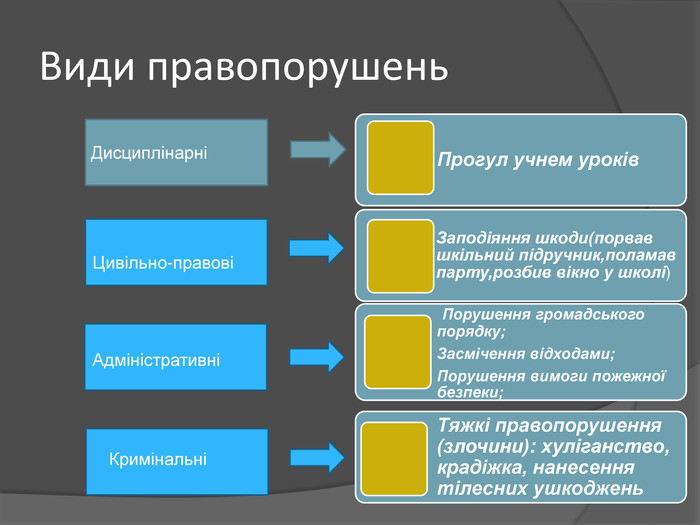 Види правопорушень
Дисциплінарні
Прогул учнем уроків
Цивільно-правові
Заподіяння шкоди(порвав
шкільний підручник,поламав
парту,розбив вікно у школі)
Адміністративні
Порушення громадського
порядку;
Засмічення відходами;
Порушення вимоги пожежної
безпеки;
Кримінальні
Тяжкі правопорушення
(злочини): хуліганство,
крадіжка, нанесення
тілесних ушкоджень